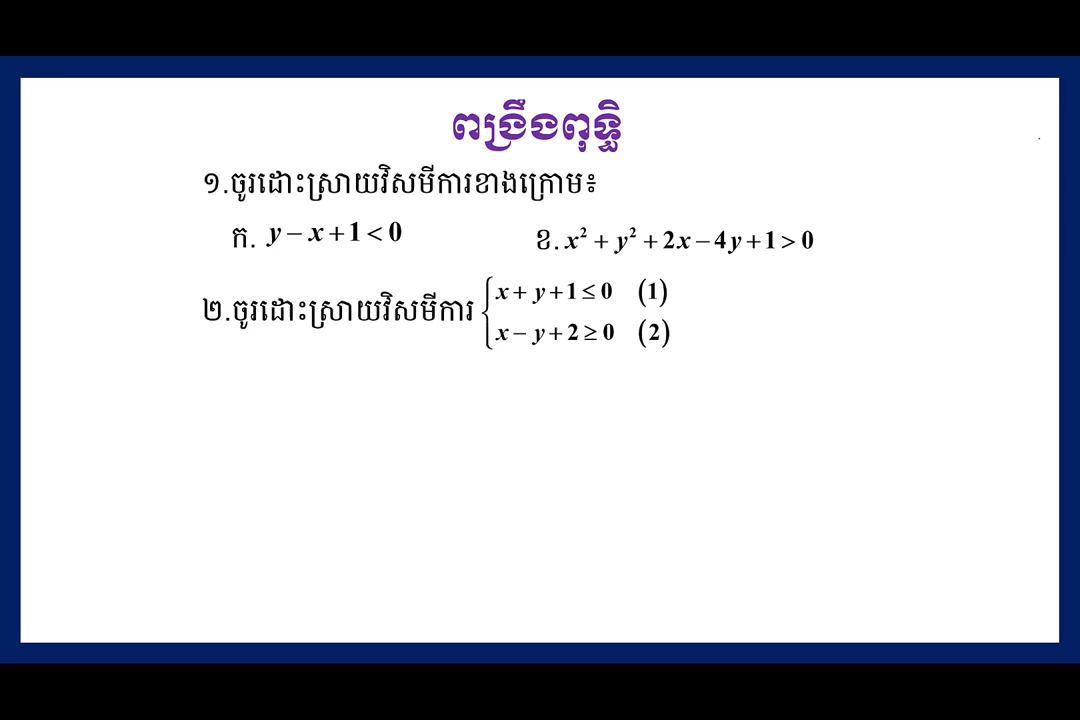 ពង្រឹងពុទ្ធិ
១.ចូរដោះស្រាយវិសមីការខាងក្រោម៖
ក. y − x + 1 < 0 ខ. x² + y² + 2x − 4y + 1 > 0
២.ចូរដោះស្រាយវិសមីការ { x + y + 1 ≤ 0 (1)
x − y + 2 ≥ 0 (2)